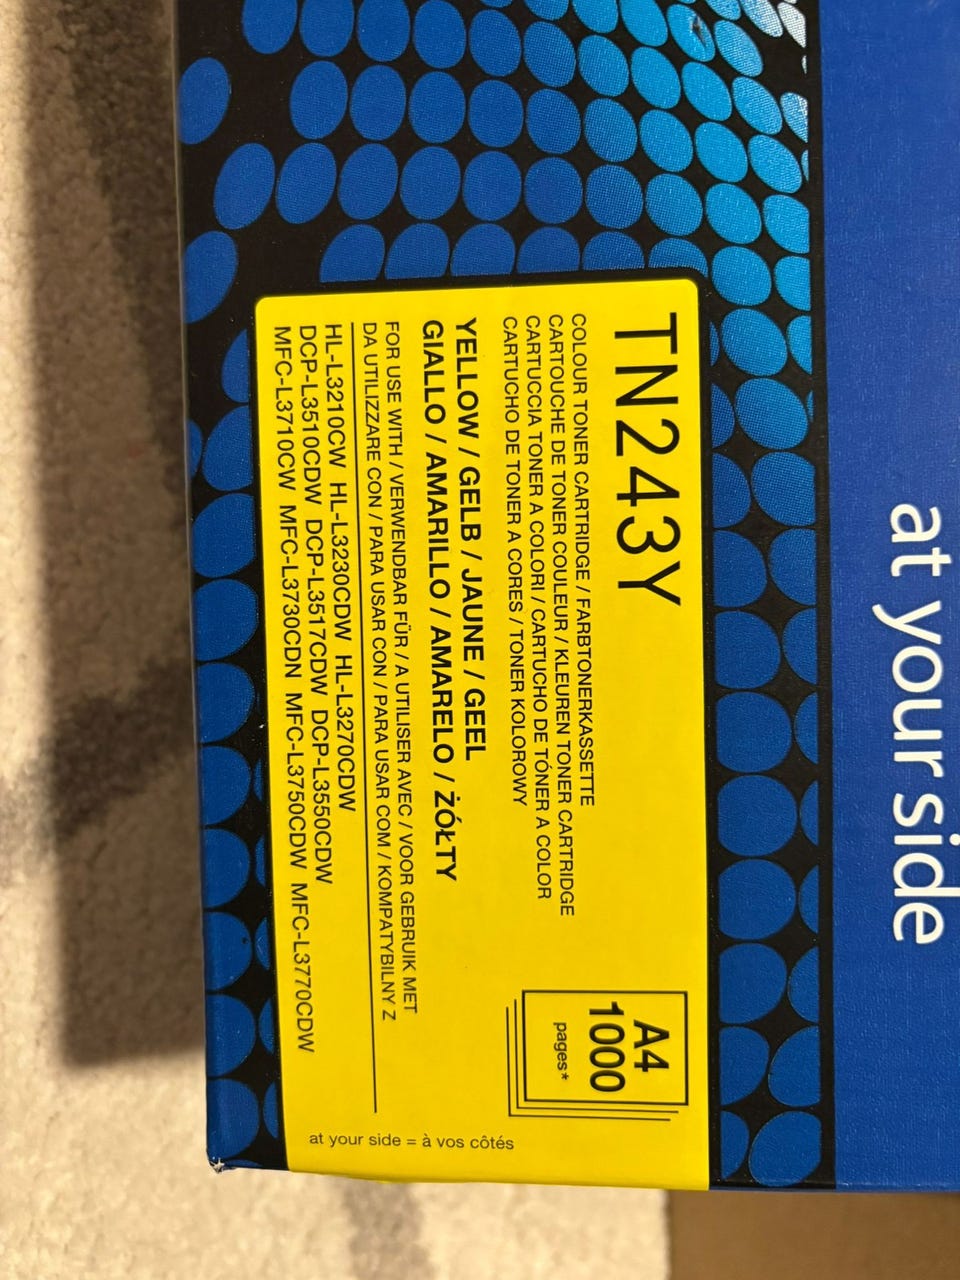 at your side
TN243Y
COLOUR TONER CARTRIDGE / FARBTONERKASSETTE
CARTOUCHE DE TONER COULEUR / KLEUREN TONER CARTRIDGE
CARTUCCIA TONER A COLORI / CARTUCHO DE TÓNER A COLOR
CARTUCHO DE TONER A CORES / TONER KOLOROWY
A4
1000
pages*
YELLOW / GELB / JAUNE / GEEL
GIALLO / AMARILLO / AMARELO / ŻÓŁTY
FOR USE WITH / VERWENDBAR FÜR / A UTILISER AVEC / VOOR GEBRUIK MET
DA UTILIZZARE CON / PARA USAR CON / PARA USAR COM / KOMPATYBILNY Z
HL-L3210CW HL-L3230CDW HL-L3270CDW
DCP-L3510CDW DCP-L3517CDW DCP-L3550CDW
MFC-L3710CW MFC-L3730CDN MFC-L3750CDW MFC-L3770CDW
at your side = à vos côtés